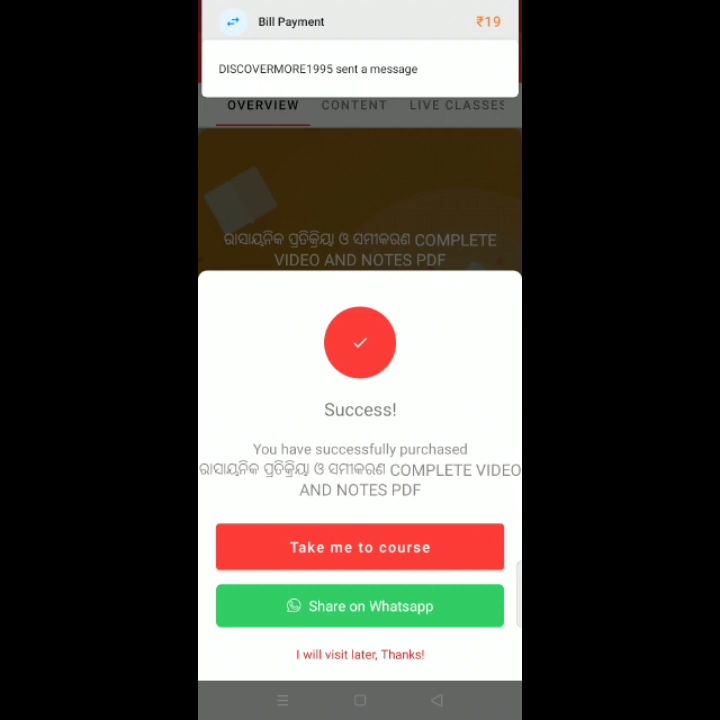 Bill Payment ₹19
DISCOVERMORE1995 sent a message
OVERVIEW CONTENT LIVE CLASSES
ରାସାୟନିକ ପ୍ରତିକ୍ରିୟା ଓ ସମୀକରଣ COMPLETE
VIDEO AND NOTES PDF
Success!
You have successfully purchased
ରାସାୟନିକ ପ୍ରତିକ୍ରିୟା ଓ ସମୀକରଣ COMPLETE VIDEO
AND NOTES PDF
Take me to course
Share on Whatsapp
I will visit later, Thanks!